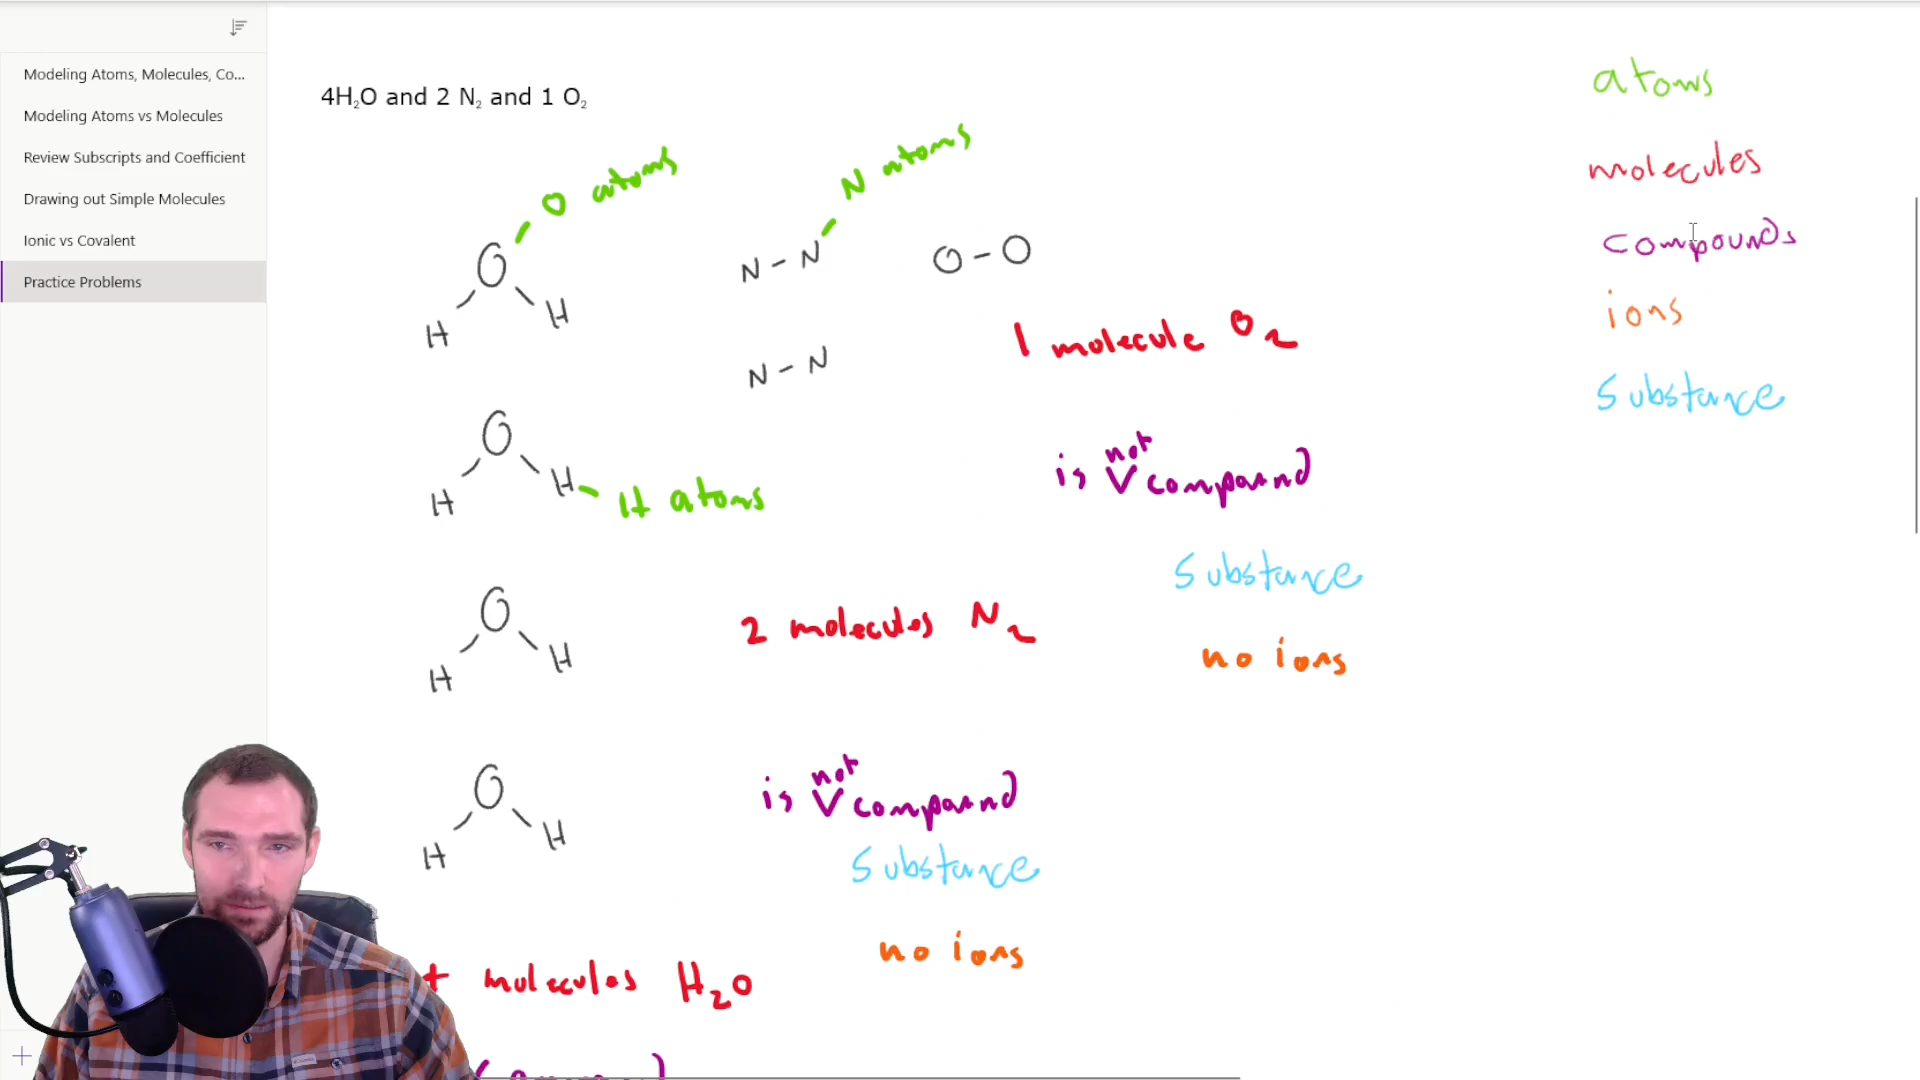 Modeling Atoms, Molecules, Co...
Modeling Atoms vs Molecules
Review Subscripts and Coefficient
Drawing out Simple Molecules
Ionic vs Covalent
Practice Problems
4H₂O and 2 N₂ and 1 O₂
O atoms
N atoms
O
H H
N - N
O - O
N - N
1 molecule O₂
O
H H
H atoms
is not V compound
substance
no ions
O
H H
2 molecules N₂
O
H H
is not V compound
substance
no ions
molecules H₂O
atoms
molecules
compounds
ions
substance